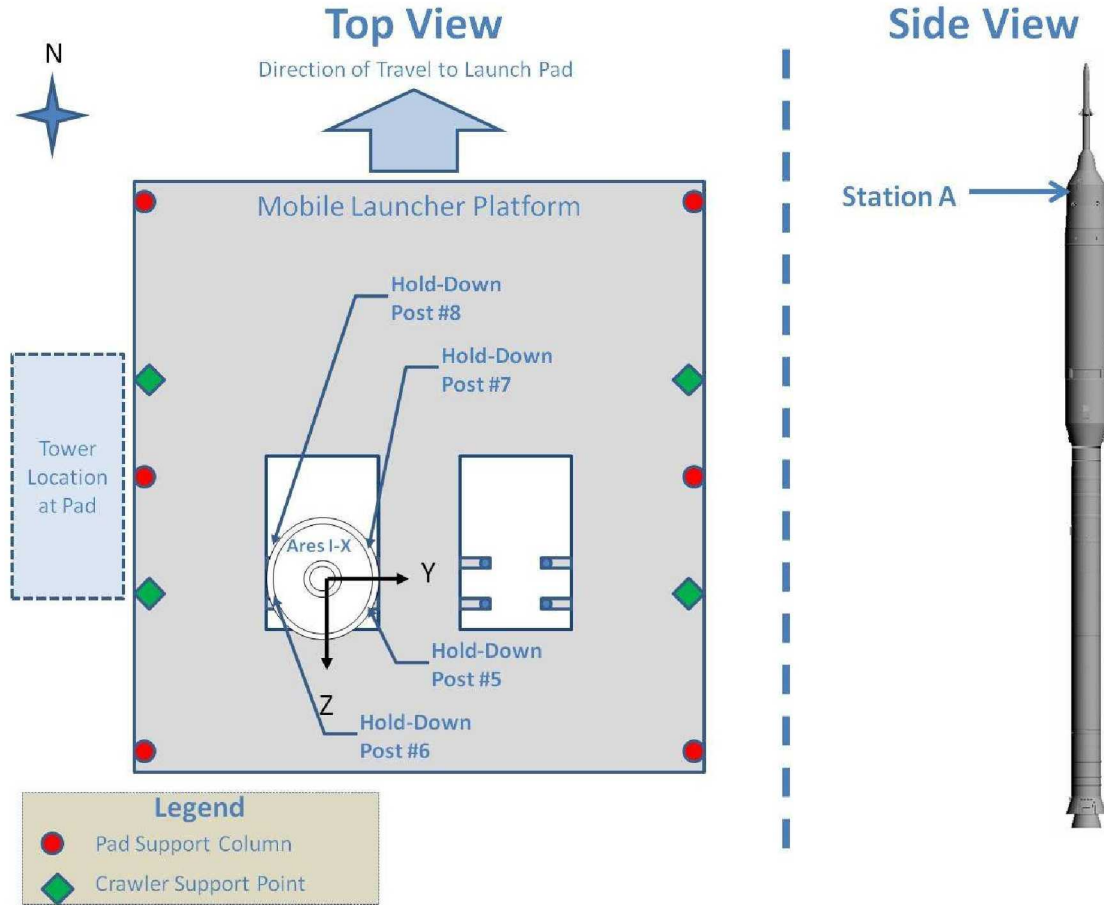 Top View
Side View
N
Direction of Travel to Launch Pad
Mobile Launcher Platform
Station A
Hold-Down
Post #8
Hold-Down
Post #7
Tower
Location
at Pad
Ares I-X
Y
Hold-Down
Post #5
Z
Hold-Down
Post #6
Legend
Pad Support Column
Crawler Support Point